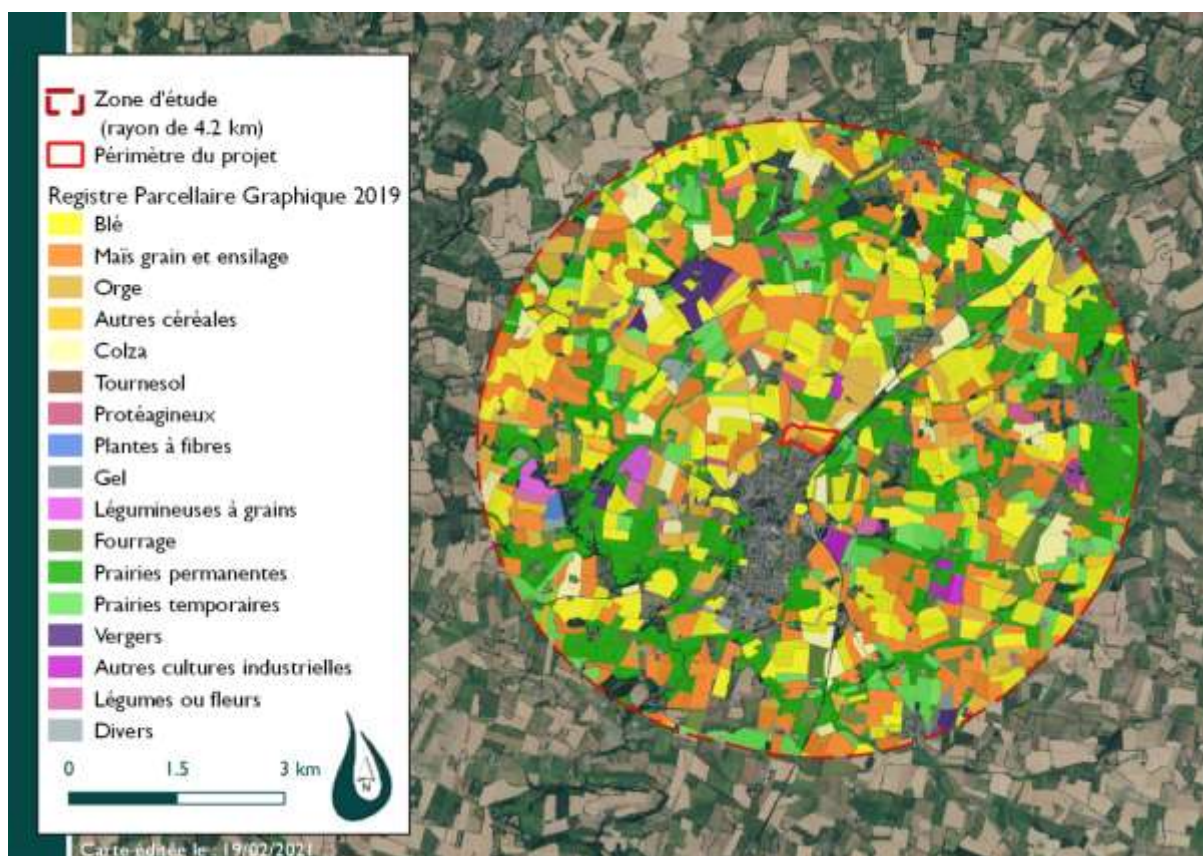 Zone d'étude
(rayon de 4.2 km)
Périmètre du projet
Registre Parcellaire Graphique 2019
Blé
Maïs grain et ensilage
Orge
Autres céréales
Colza
Tournesol
Protéagineux
Plantes à fibres
Gel
Légumineuses à grains
Fourrage
Prairies permanentes
Prairies temporaires
Vergers
Autres cultures industrielles
Légumes ou fleurs
Divers
0 1.5 3 km
N
Carte éditée le : 19/02/2021